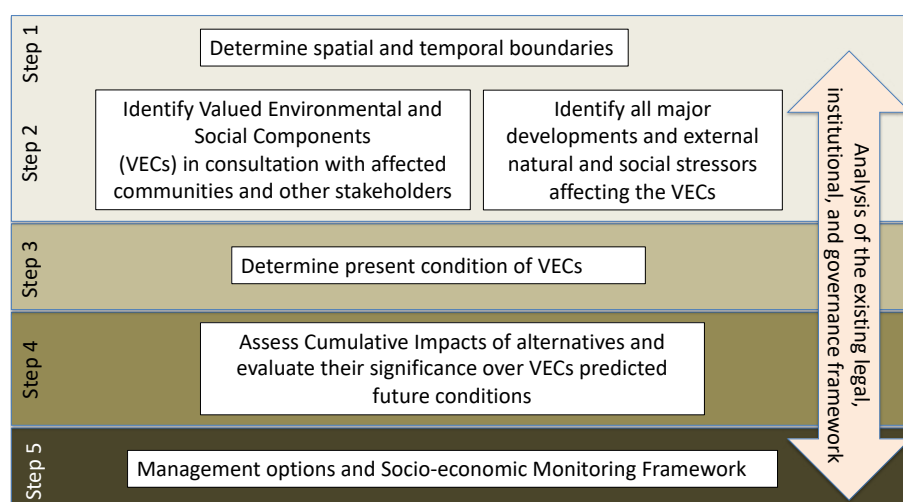 Step 1
Determine spatial and temporal boundaries
Step 2
Identify Valued Environmental and
Social Components
(VECs) in consultation with affected
communities and other stakeholders
Identify all major
developments and external
natural and social stressors
affecting the VECs
Step 3
Determine present condition of VECs
Step 4
Assess Cumulative Impacts of alternatives and
evaluate their significance over VECs predicted
future conditions
Step 5
Management options and Socio-economic Monitoring Framework
Analysis of the existing legal,
institutional, and governance framework